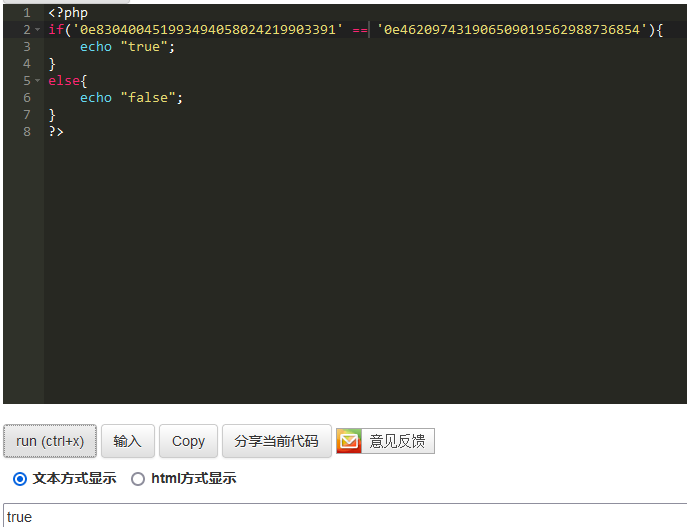 1 <?php
2 if('0e830400451993494058024219903391' == '0e462097431906509019562988736854'){
3     echo "true";
4 }
5 else{
6     echo "false";
7 }
8 ?>
run (ctrl+x) 输入 Copy 分享当前代码 意见反馈
文本方式显示 html方式显示
true